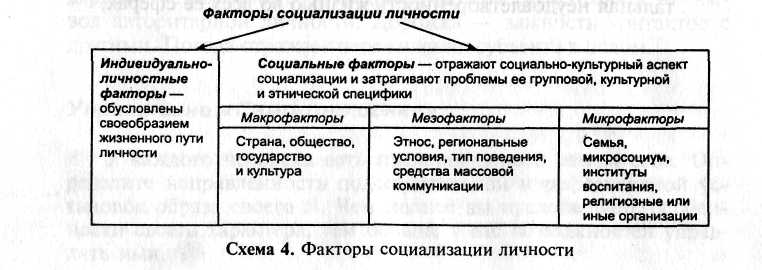 Факторы социализации личности
Индивидуально-
личностные
факторы —
обусловлены
своеобразием
жизненного пути
личности
Социальные факторы — отражают социально-культурный аспект
социализации и затрагивают проблемы ее групповой, культурной
и этнической специфики
Макрофакторы
Мезофакторы
Микрофакторы
Страна, общество,
государство
и культура
Этнос, региональные
условия, тип поведения,
средства массовой
коммуникации
Семья,
микросоциум,
институты
воспитания,
религиозные или
иные организации
Схема 4. Факторы социализации личности